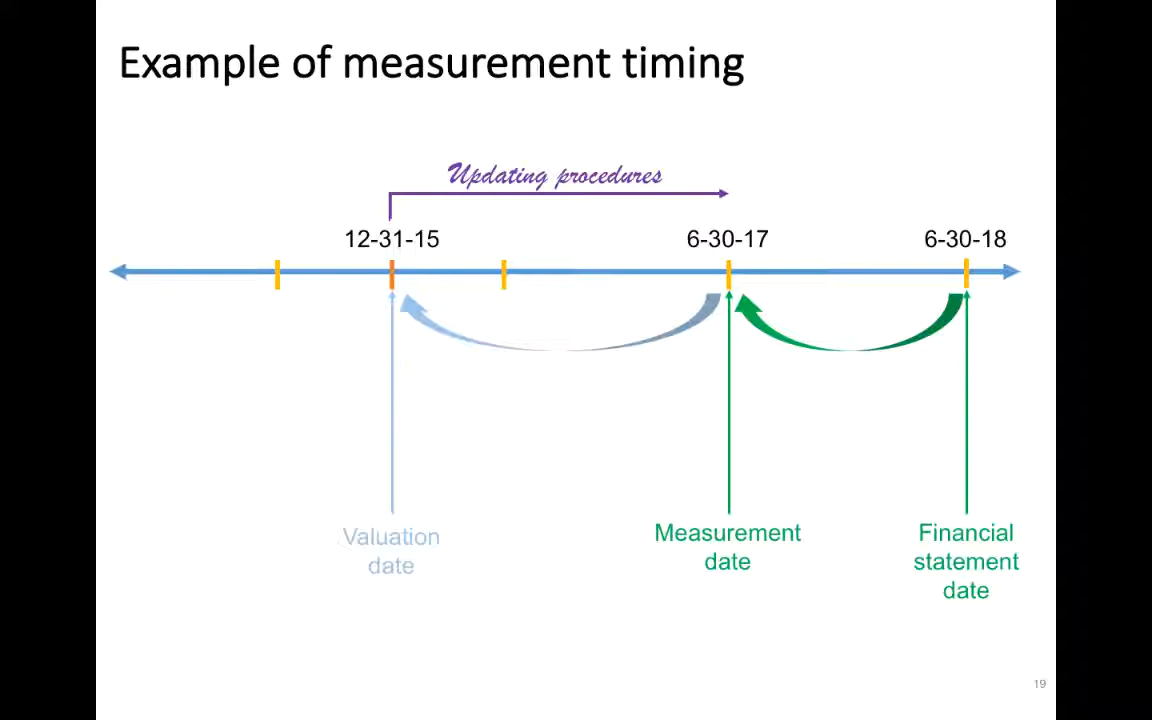 Example of measurement timing
Updating procedures
12-31-15
6-30-17
6-30-18
Valuation
date
Measurement
date
Financial
statement
date
19